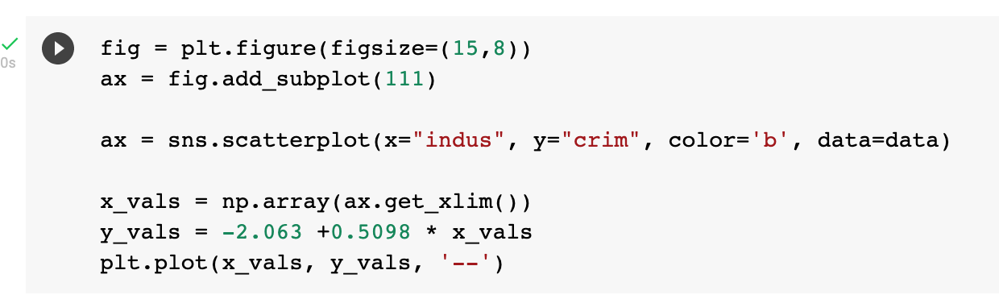 fig = plt.figure(figsize=(15,8))
ax = fig.add_subplot(111)
ax = sns.scatterplot(x="indus", y="crim", color='b', data=data)
x_vals = np.array(ax.get_xlim())
y_vals = -2.063 +0.5098 * x_vals
plt.plot(x_vals, y_vals, '--')
0s